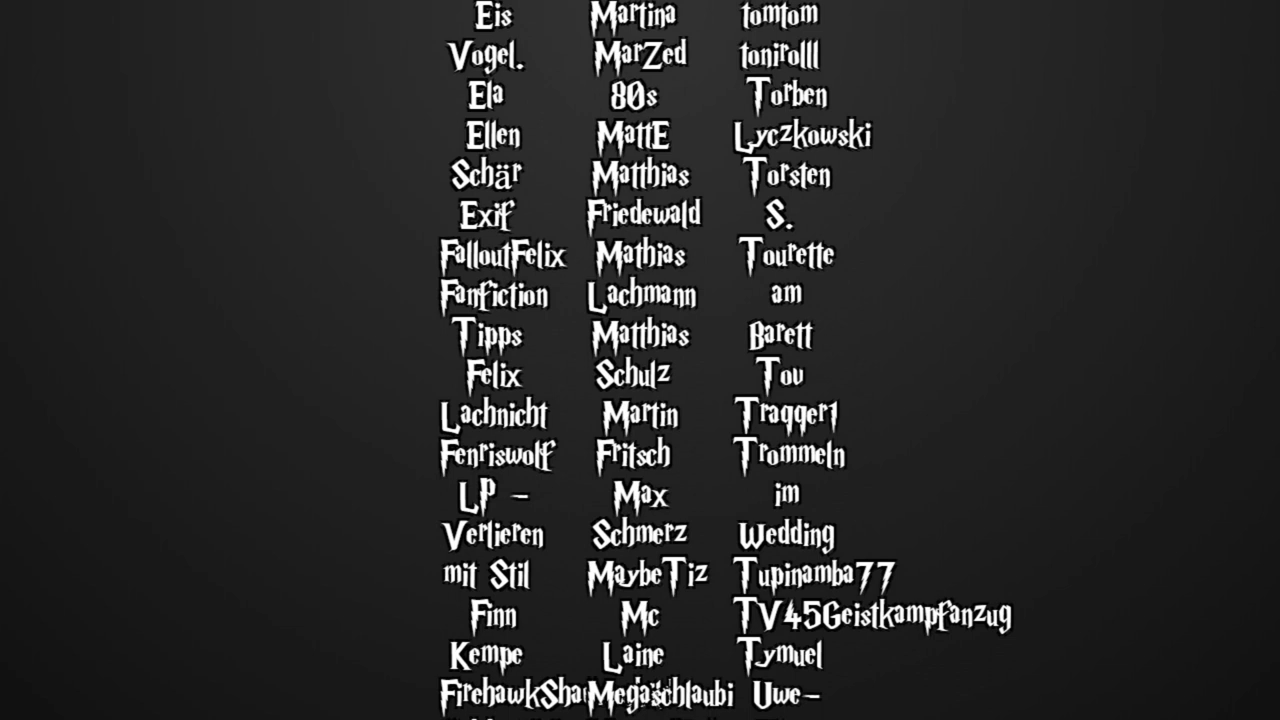 Eis
Vogel.
Ela
Ellen
Schär
Exif
FalloutFelix
Fanfiction
Tipps
Felix
Lachnicht
Fenriswolf
LP -
Verlieren
mit Stil
Finn
Kempe
Martina
MarZed
80s
MattE
Matthias
Friedewald
Mathias
Lachmann
Matthias
Schulz
Martin
Fritsch
Max
Schmerz
MaybeTiz
Mc
Laine
Megaschlaubi
tomtom
tonirolll
Torben
Lyczkowski
Torsten
S.
Tourette
am
Barett
Tou
Tragger1
Trommeln
im
Wedding
Tupinamba77
TV45Geistkampfanzug
Tymuel
Uwe-